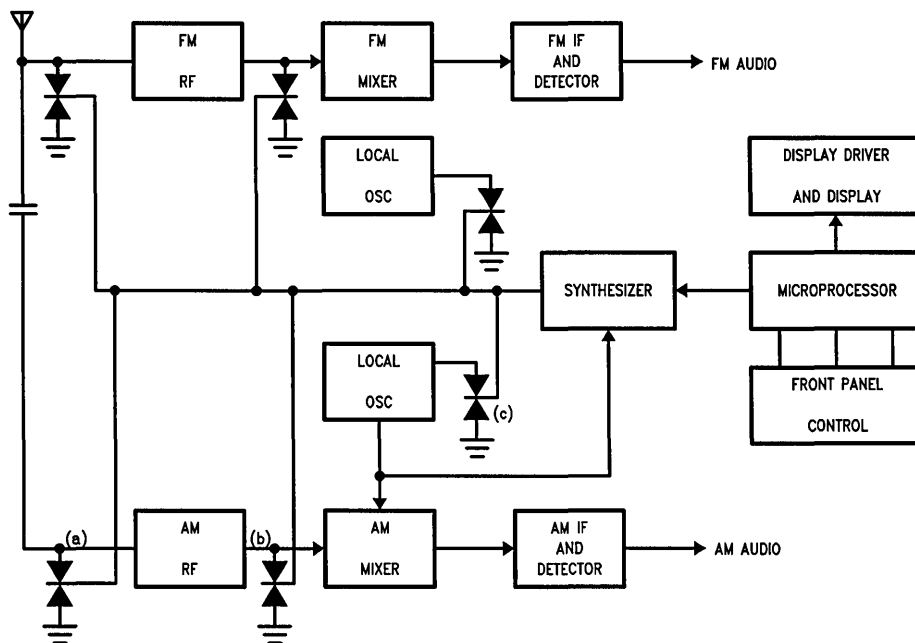 FM
RF
FM
MIXER
FM IF
AND
DETECTOR
FM AUDIO
LOCAL
OSC
DISPLAY DRIVER
AND DISPLAY
SYNTHESIZER
MICROPROCESSOR
LOCAL
OSC
(c)
FRONT PANEL
CONTROL
(a)
AM
RF
(b)
AM
MIXER
AM IF
AND
DETECTOR
AM AUDIO